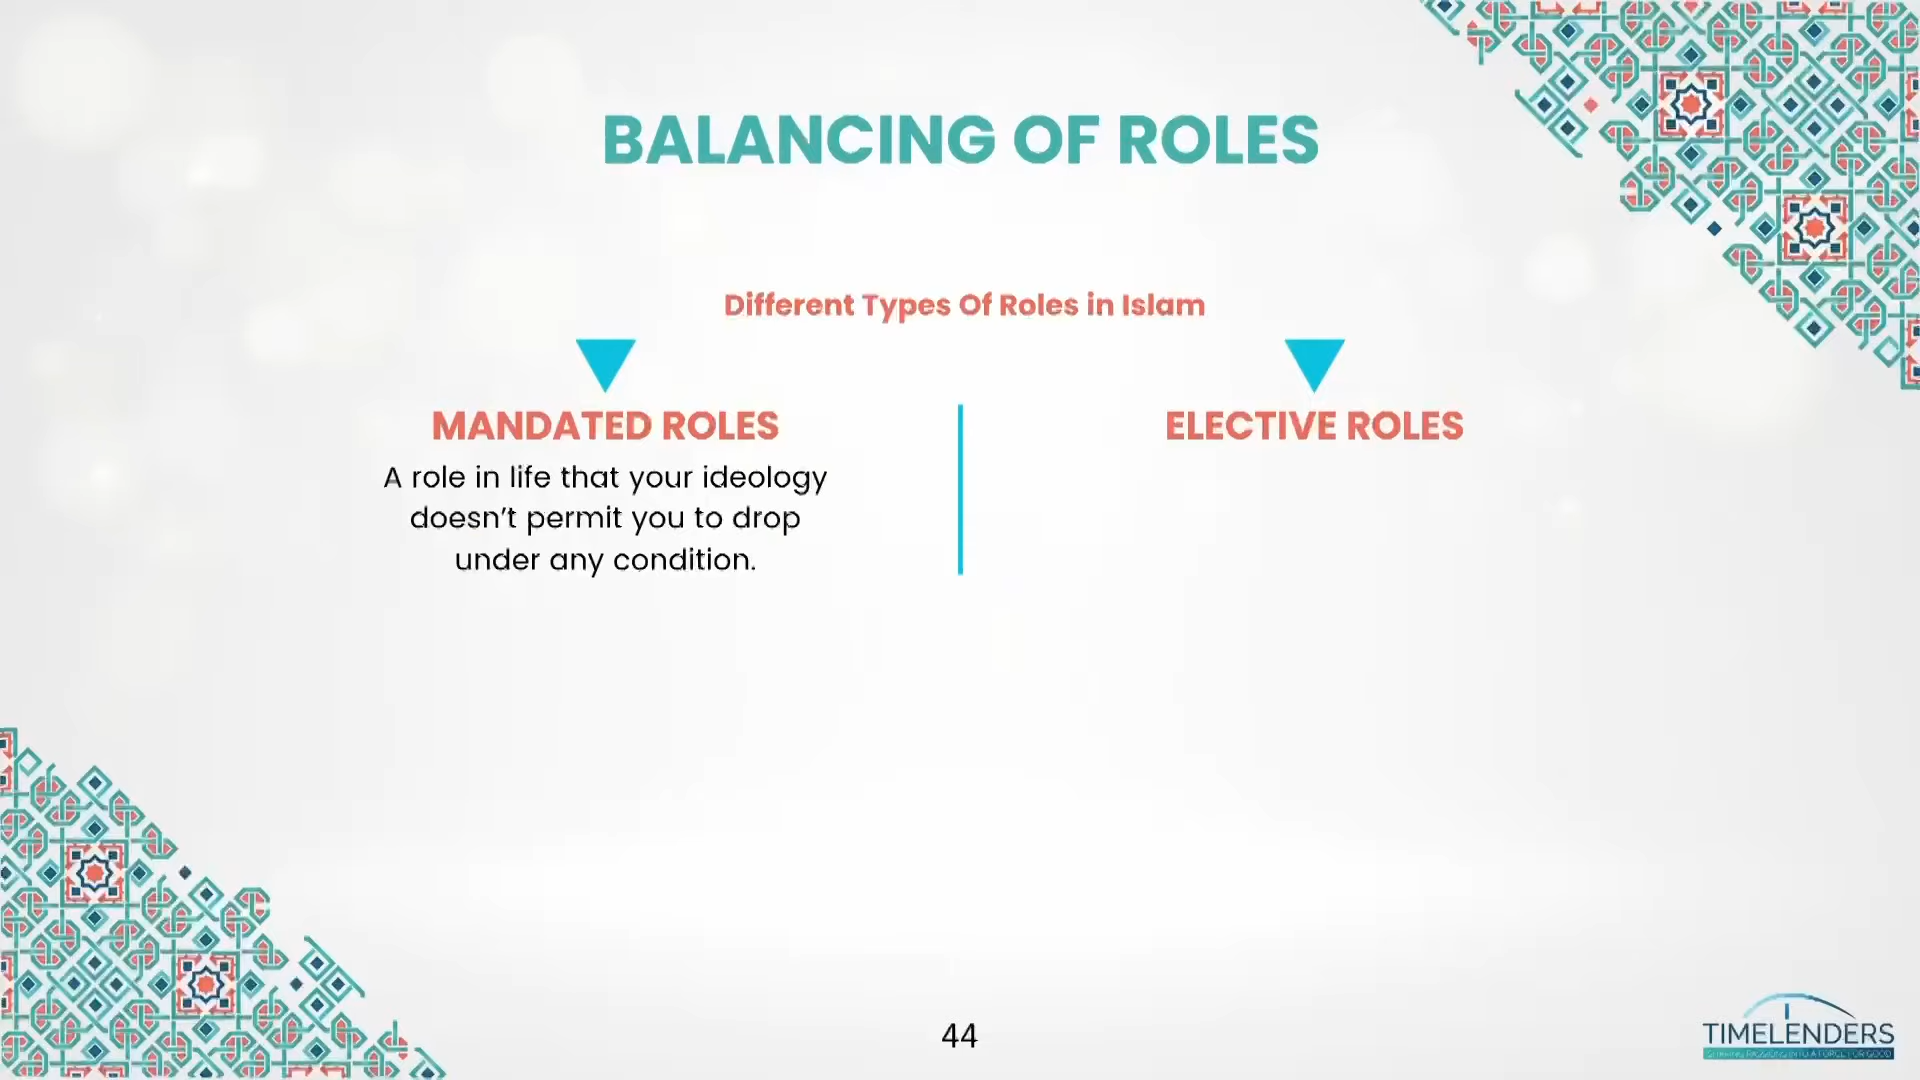 BALANCING OF ROLES
Different Types Of Roles in Islam
MANDATED ROLES
A role in life that your ideology
doesn't permit you to drop
under any condition.
ELECTIVE ROLES
44
TIMELENDERS